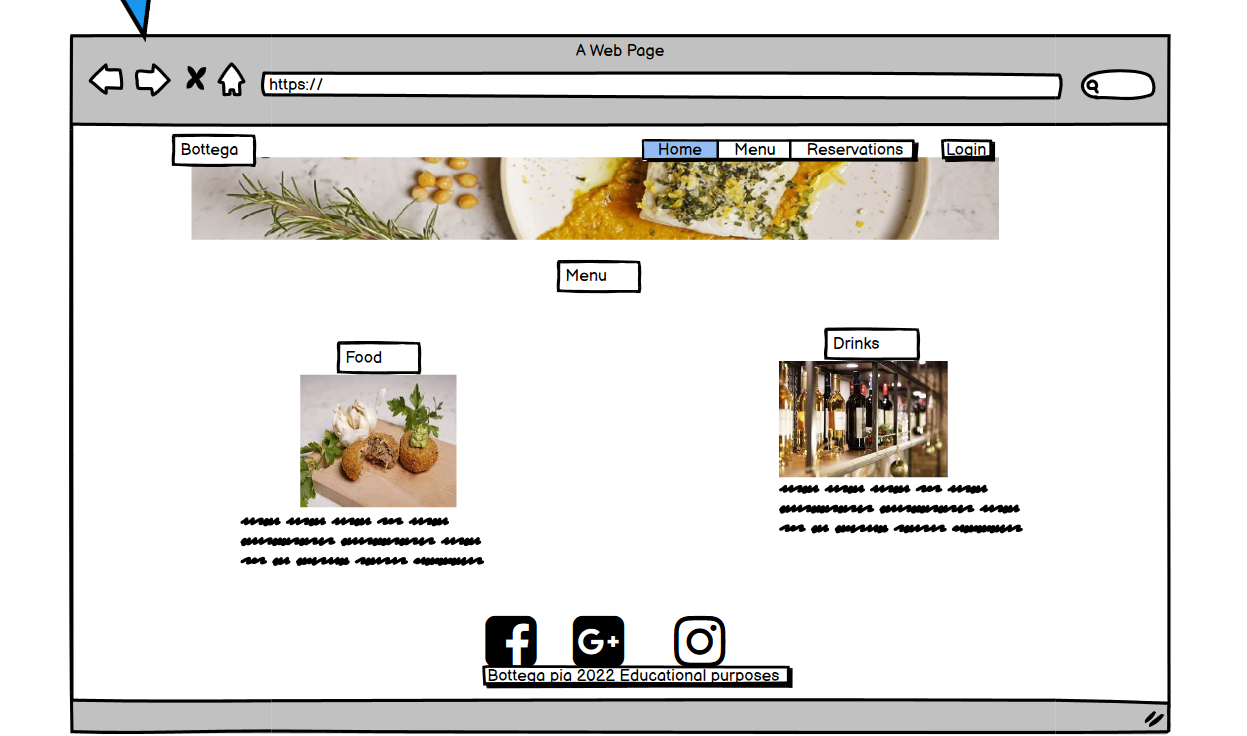 A Web Page
https://
Bottega
Home Menu Reservations Login
Menu
Food
Drinks
G+
Bottega pia 2022 Educational purposes